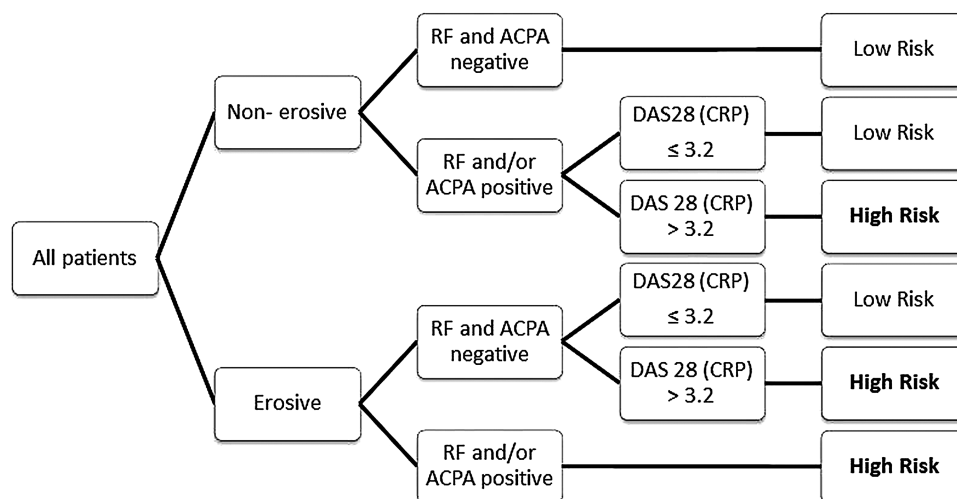 All patients
Non- erosive
RF and ACPA
negative
Low Risk
RF and/or
ACPA positive
DAS28 (CRP)
≤ 3.2
Low Risk
DAS 28 (CRP)
> 3.2
High Risk
Erosive
RF and ACPA
negative
DAS28 (CRP)
≤ 3.2
Low Risk
DAS 28 (CRP)
> 3.2
High Risk
RF and/or
ACPA positive
High Risk